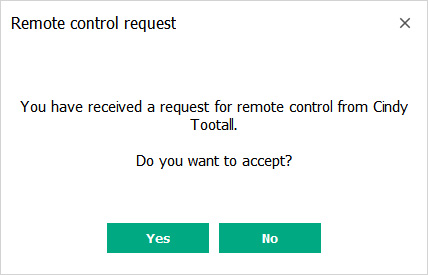 Remote control request
You have received a request for remote control from Cindy
Tootall.
Do you want to accept?
Yes No